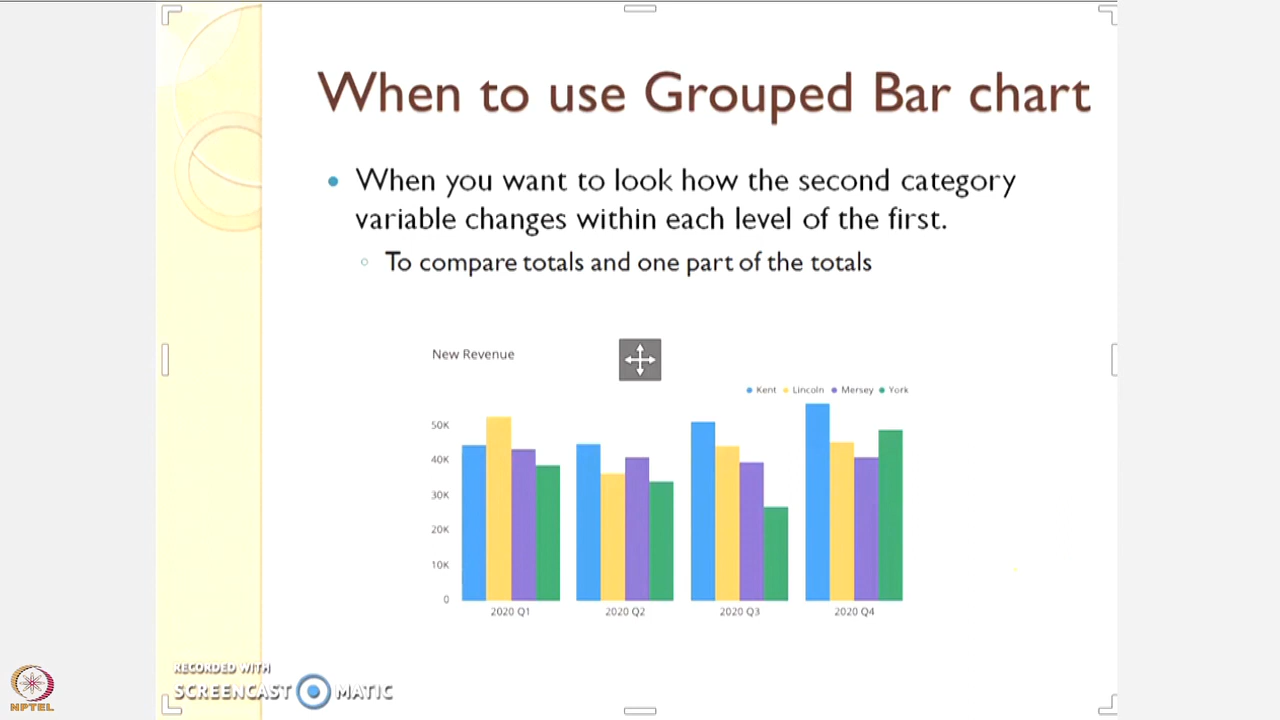 When to use Grouped Bar chart
When you want to look how the second category
variable changes within each level of the first.
To compare totals and one part of the totals
New Revenue
Kent Lincoln Mersey York
50K
40K
30K
20K
10K
0
2020 Q1 2020 Q2 2020 Q3 2020 Q4
RECORDED WITH
SCREENCAST MATIC
NPTEL